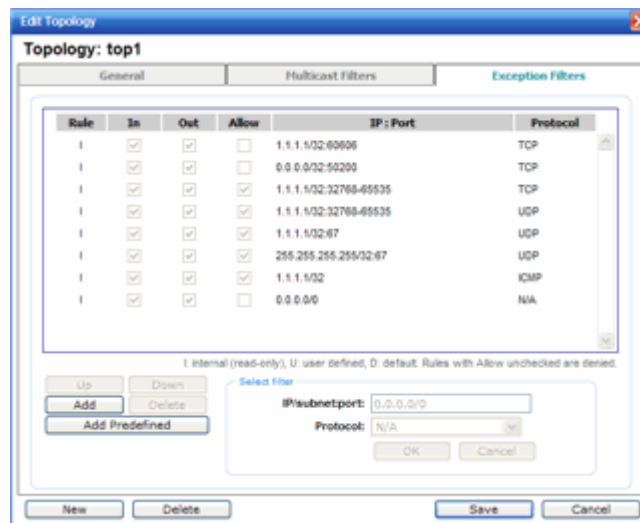 Edit Topology
Topology: top1
General Multicast Filters Exception Filters
Rule In Out Allow IP : Port Protocol
I 1.1.1.1/32:60606 TCP
I 0.0.0.0/32:50200 TCP
I 1.1.1.1/32:32768-65535 TCP
I 1.1.1.1/32:32768-65535 UDP
I 1.1.1.1/32:67 UDP
I 255.255.255.255/32:67 UDP
I 1.1.1.1/32 ICMP
I 0.0.0.0/0 N/A
I: internal (read-only), U: user defined, D: default. Rules with Allow unchecked are denied.
Up Down
Add Delete
Add Predefined
Select filter
IP/subnet:port: 0.0.0.0/0
Protocol: N/A
OK Cancel
New Delete Save Cancel